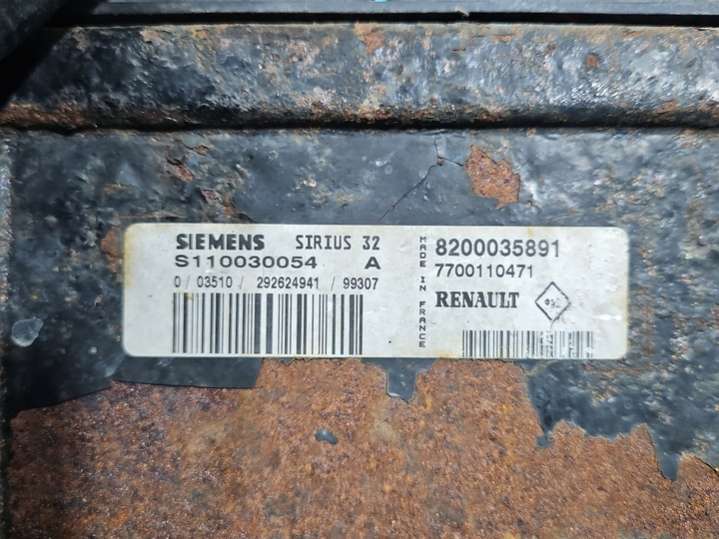 SIEMENS SIRIUS 32
S110030054 A
0 / 03510 / 292624941 / 99307
MADE IN FRANCE
8200035891
7700110471
RENAULT